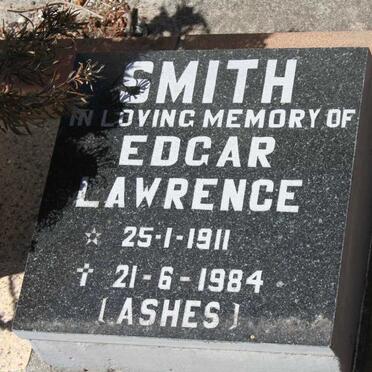 SMITH
IN LOVING MEMORY OF
EDGAR
LAWRENCE
☆ 25-1-1911
✝ 21-6-1984
[ASHES]